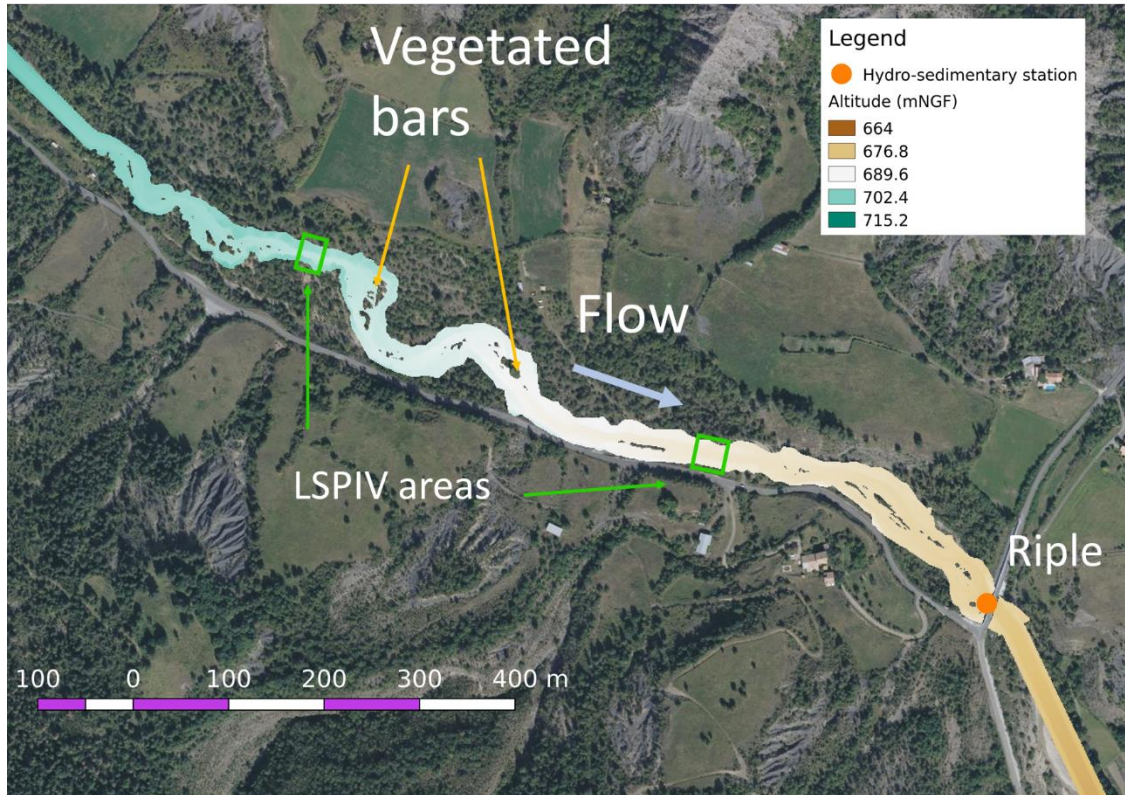 Vegetated
bars
Legend
Hydro-sedimentary station
Altitude (mNGF)
664
676.8
689.6
702.4
715.2
Flow
LSPIV areas
Riple
100 0 100 200 300 400 m